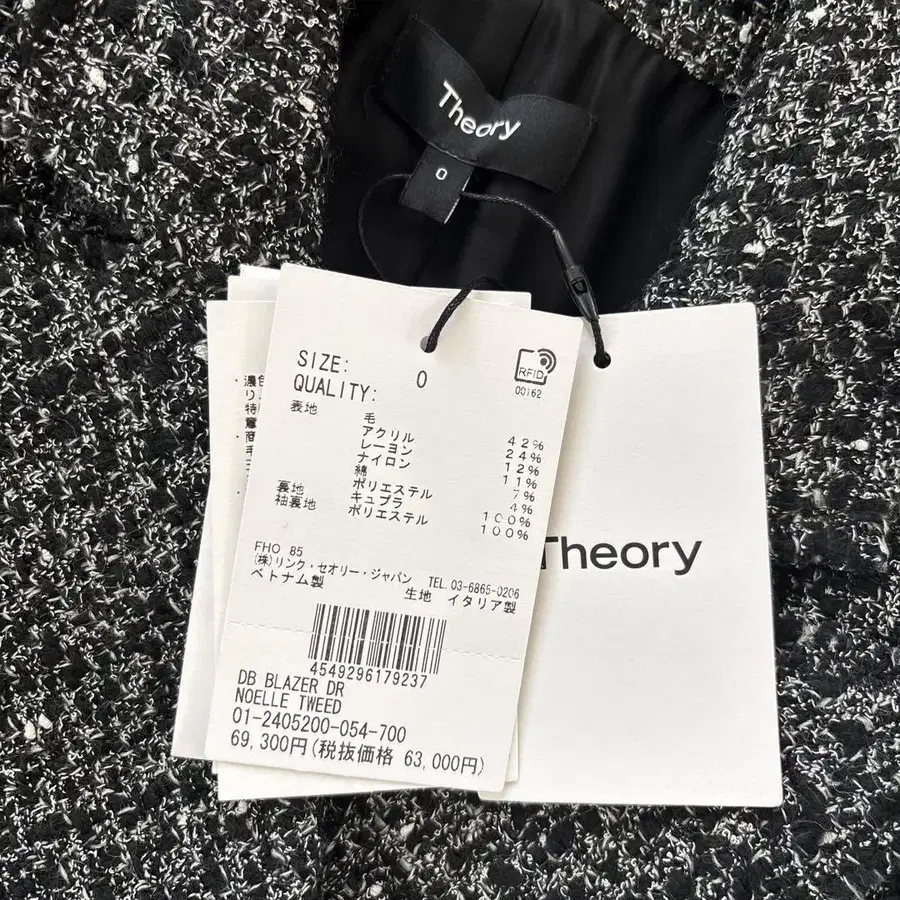 Theory
0
SIZE: 0
QUALITY:
RFID
00162
表地 毛 42%
アクリル 24%
レーヨン 12%
ナイロン 11%
綿 7%
ポリエステル 4%
裏地 キュプラ 100%
袖裏地 ポリエステル 100%
FHO 85
(株)リンク・セオリー・ジャパン TEL.03-6865-0206
ベトナム製 生地 イタリア製
4549296179237
DB BLAZER DR
NOELLE TWEED
01-2405200-054-700
69,300円(税抜価格 63,000円)
Theory